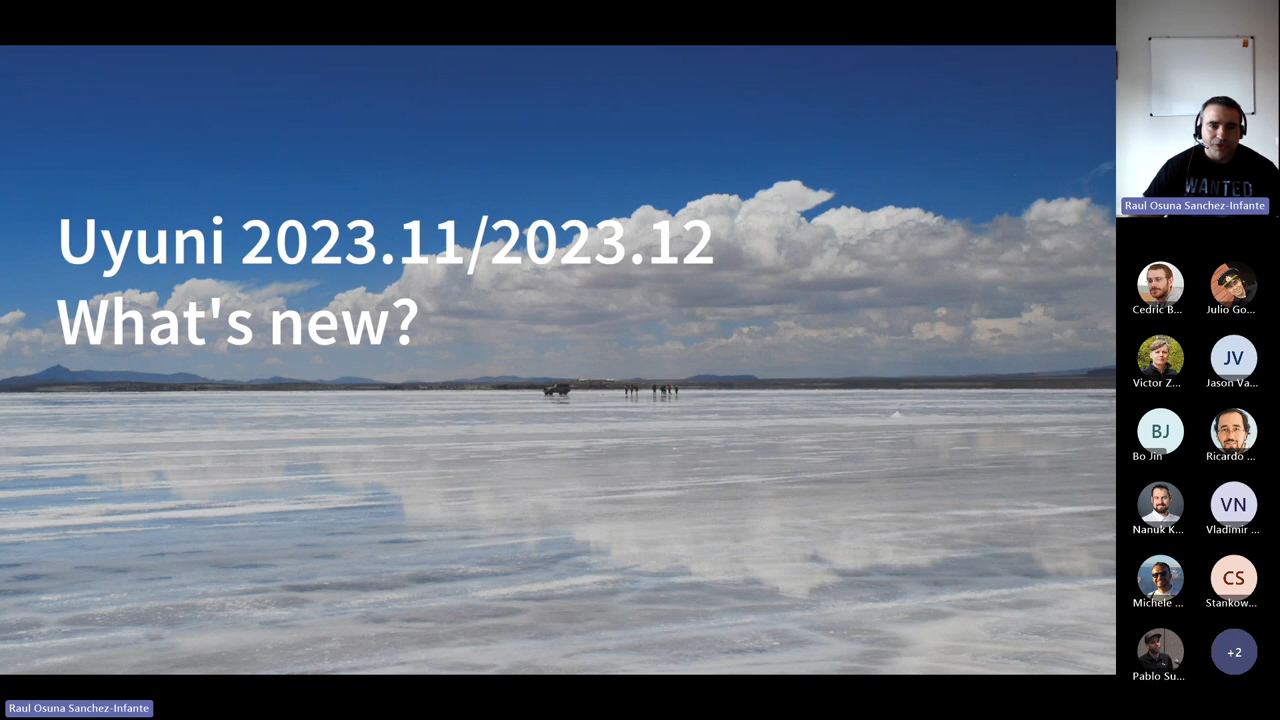 Uyuni 2023.11/2023.12
What's new?
WANTED
Raul Osuna Sanchez-Infante
Cedric B...
Julio Go...
Victor Z...
JV
Jason Va...
BJ
Bo Jin
Ricardo ...
Nanuk K...
VN
Vladimir ...
Michele ...
CS
Stankow...
Pablo Su...
+2
Raul Osuna Sanchez-Infante